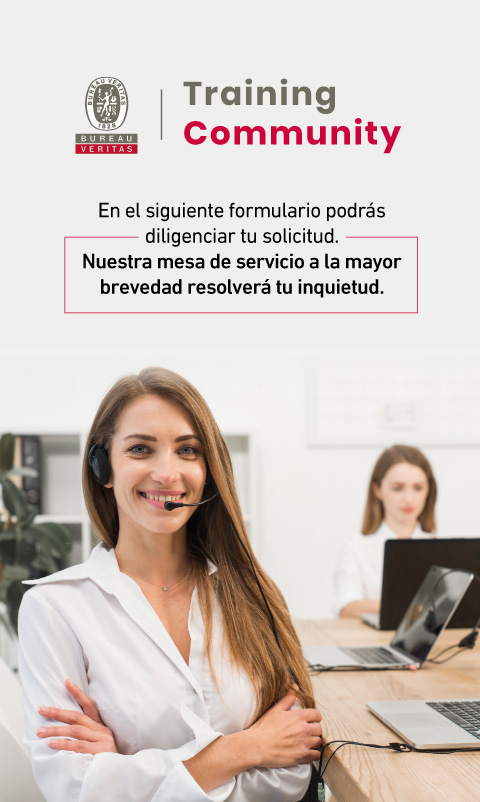 BUREAU VERITAS
1828
BUREAU
VERITAS
Training
Community
En el siguiente formulario podrás
diligenciar tu solicitud.
Nuestra mesa de servicio a la mayor
brevedad resolverá tu inquietud.